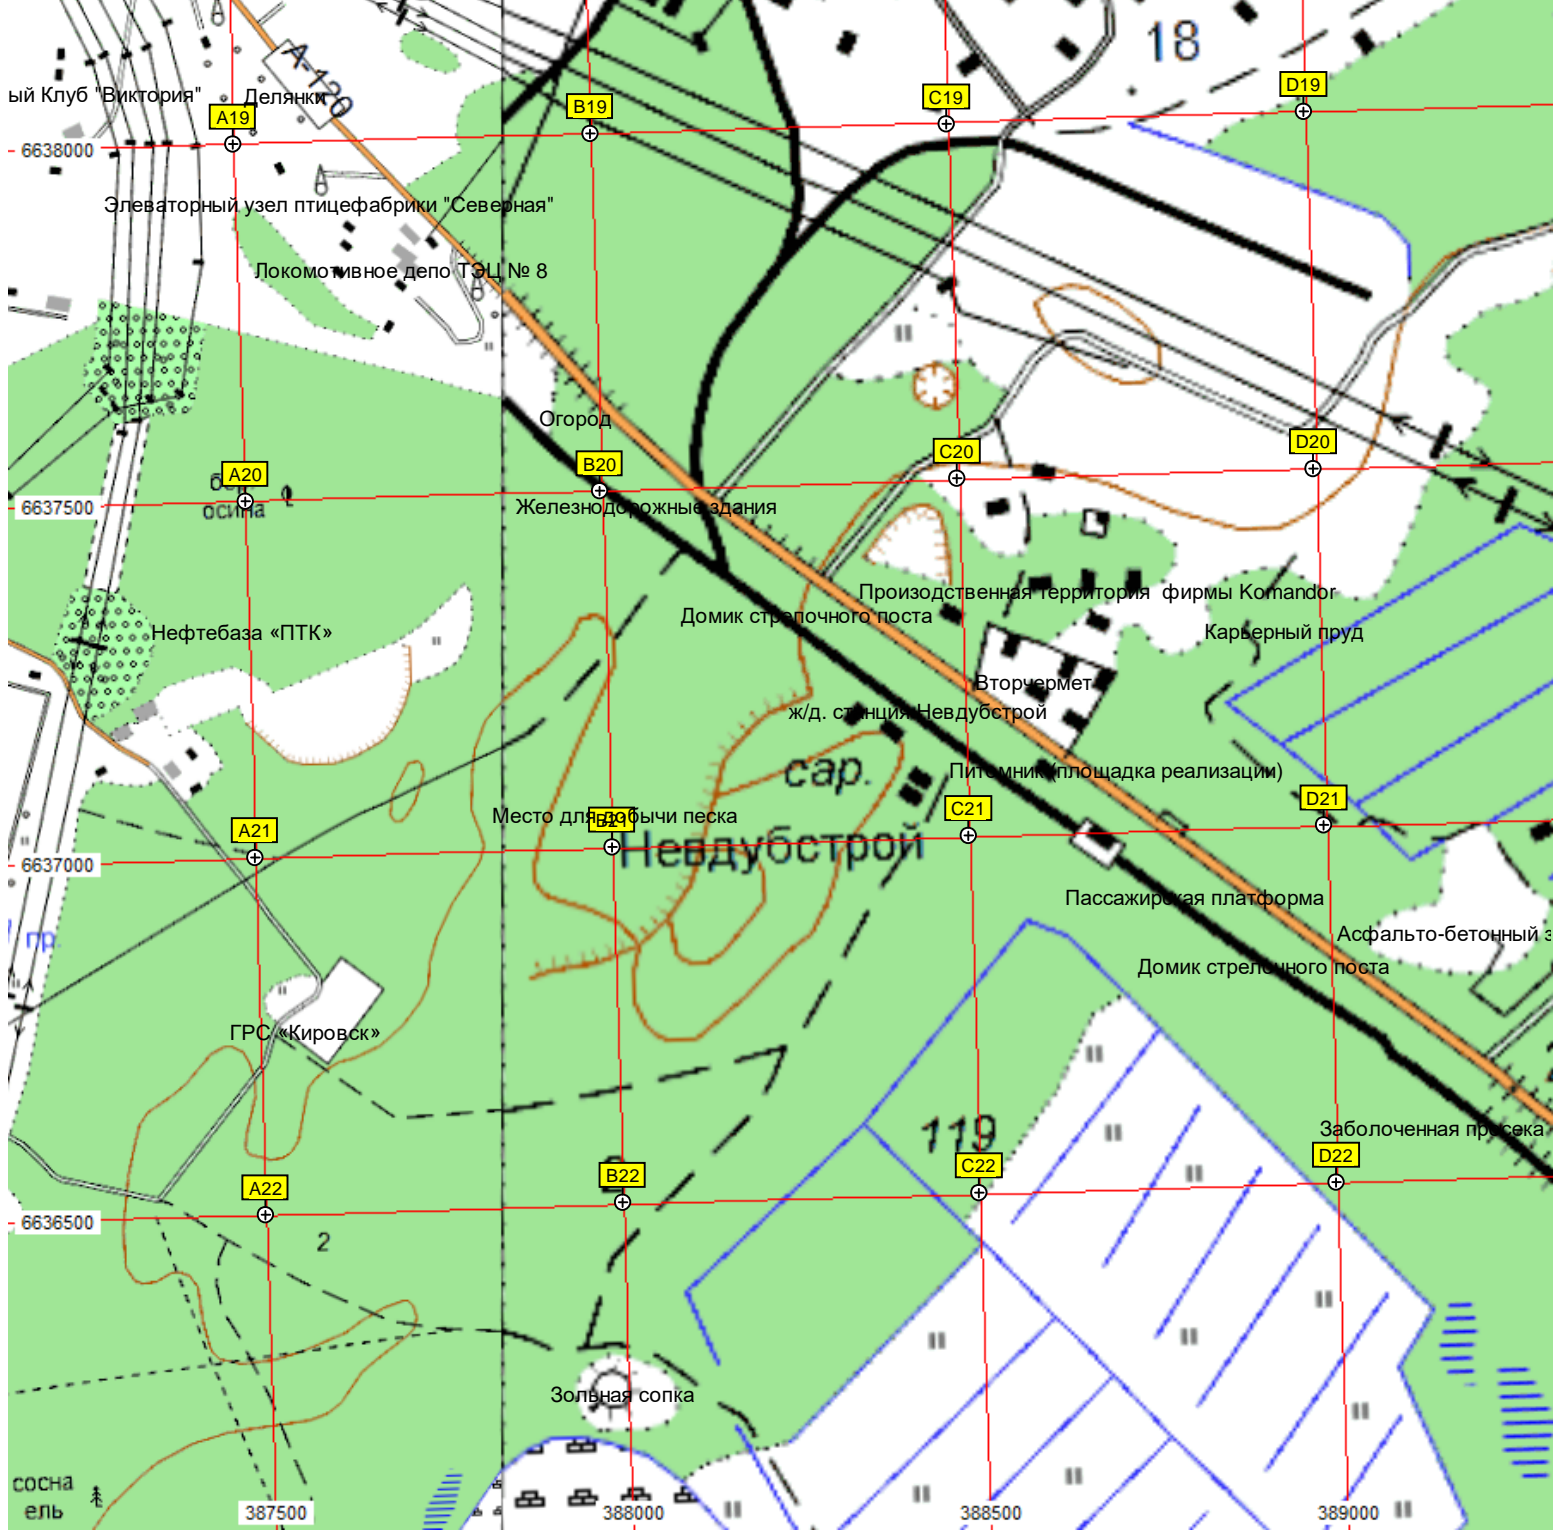 18
А-120
ый Клуб "Виктория"
Делянки
A19
B19
C19
D19
6638000
Элеваторный узел птицефабрики "Северная"
Локомотивное депо ТЭЦ № 8
Огород
A20
B20
C20
D20
6637500
осина
Железнодорожные здания
Произодственная территория фирмы Komandor
Домик стрелочного поста
Нефтебаза «ПТК»
Карьерный пруд
Вторчермет
ж/д. станция Невдубстрой
сар.
Питомник (площадка реализации)
Место для добычи песка
A21
B21
C21
D21
Невдубстрой
6637000
Пассажирская платформа
Асфальто-бетонный з
пр.
Домик стрелочного поста
ГРС «Кировск»
119
Заболоченная просека
A22
B22
C22
D22
6636500
2
Зольная сопка
сосна
ель
387500
388000
388500
389000